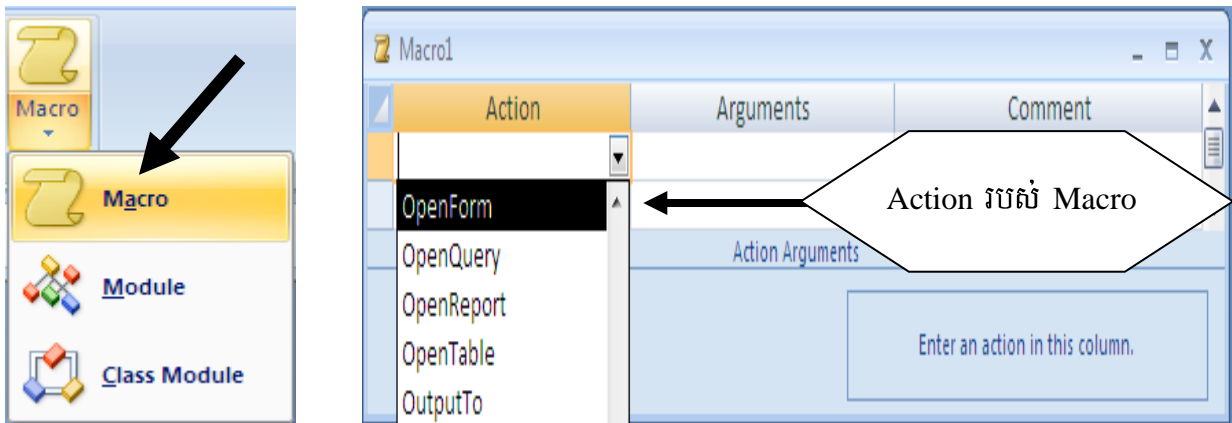 Macro
Macro
Module
Class Module
Macro1
Action Arguments Comment
OpenForm
OpenQuery
OpenReport
OpenTable
OutputTo
Action របស់ Macro
Action Arguments
Enter an action in this column.